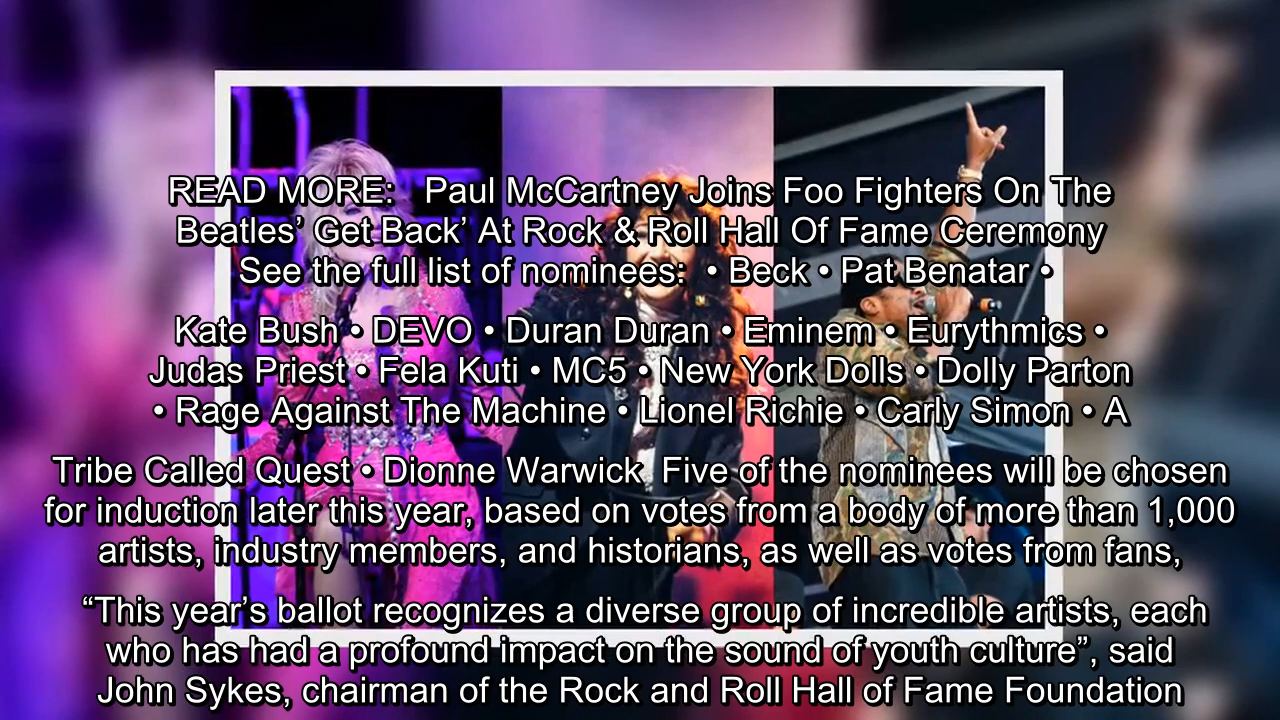 READ MORE:   Paul McCartney Joins Foo Fighters On The
Beatles’ Get Back’ At Rock & Roll Hall Of Fame Ceremony
See the full list of nominees:  • Beck • Pat Benatar •
Kate Bush • DEVO • Duran Duran • Eminem • Eurythmics •
Judas Priest • Fela Kuti • MC5 • New York Dolls • Dolly Parton
• Rage Against The Machine • Lionel Richie • Carly Simon • A
Tribe Called Quest • Dionne Warwick  Five of the nominees will be chosen
for induction later this year, based on votes from a body of more than 1,000
artists, industry members, and historians, as well as votes from fans,
“This year’s ballot recognizes a diverse group of incredible artists, each
who has had a profound impact on the sound of youth culture”, said
John Sykes, chairman of the Rock and Roll Hall of Fame Foundation